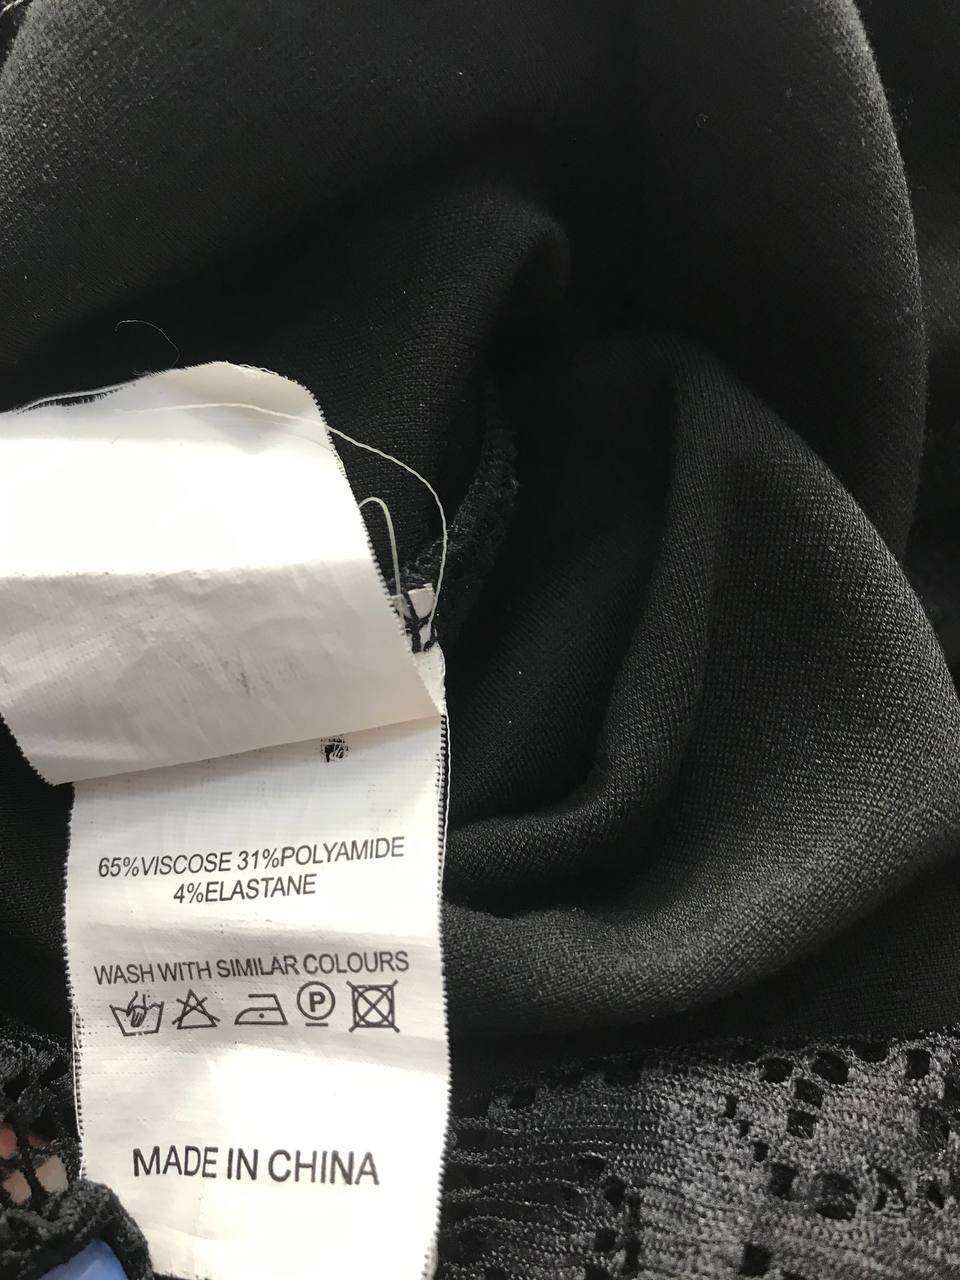 65%VISCOSE 31%POLYAMIDE
4%ELASTANE
WASH WITH SIMILAR COLOURS
P
MADE IN CHINA